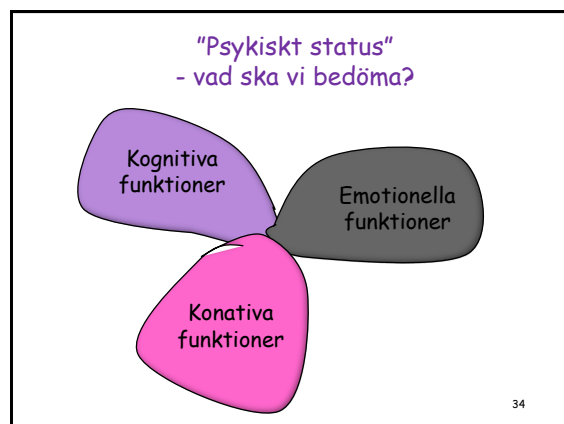 "Psykiskt status"
- vad ska vi bedöma?
Kognitiva
funktioner
Emotionella
funktioner
Konativa
funktioner
34